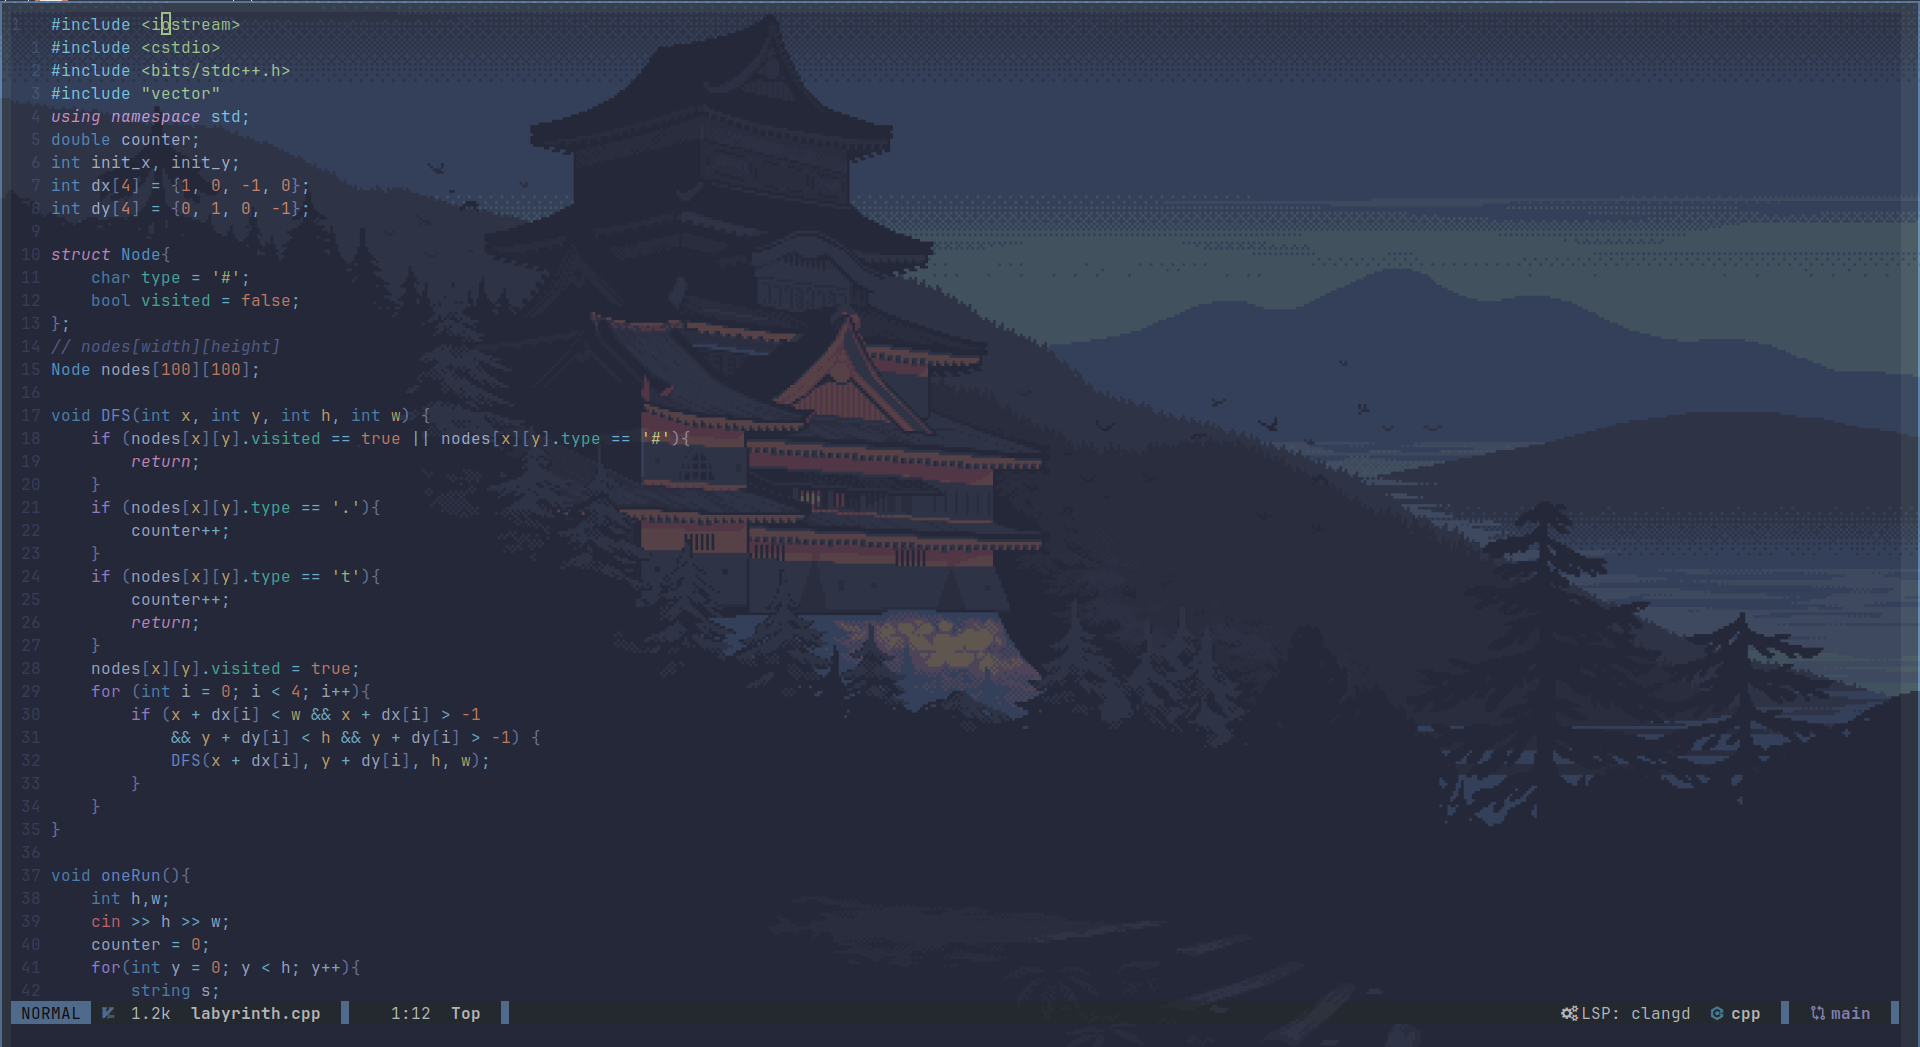 1 #include <iostream>
1 #include <cstdio>
2 #include <bits/stdc++.h>
3 #include "vector"
4 using namespace std;
5 double counter;
6 int init_x, init_y;
7 int dx[4] = {1, 0, -1, 0};
8 int dy[4] = {0, 1, 0, -1};
9
10 struct Node{
11     char type = '#';
12     bool visited = false;
13 };
14 // nodes[width][height]
15 Node nodes[100][100];
16
17 void DFS(int x, int y, int h, int w) {
18     if (nodes[x][y].visited == true || nodes[x][y].type == '#'){
19         return;
20     }
21     if (nodes[x][y].type == '.'){
22         counter++;
23     }
24     if (nodes[x][y].type == 't'){
25         counter++;
26         return;
27     }
28     nodes[x][y].visited = true;
29     for (int i = 0; i < 4; i++){
30         if (x + dx[i] < w && x + dx[i] > -1
31             && y + dy[i] < h && y + dy[i] > -1) {
32             DFS(x + dx[i], y + dy[i], h, w);
33         }
34     }
35 }
36
37 void oneRun(){
38     int h,w;
39     cin >> h >> w;
40     counter = 0;
41     for(int y = 0; y < h; y++){
42         string s;
NORMAL 1.2k labyrinth.cpp 1:12 Top LSP: clangd cpp main